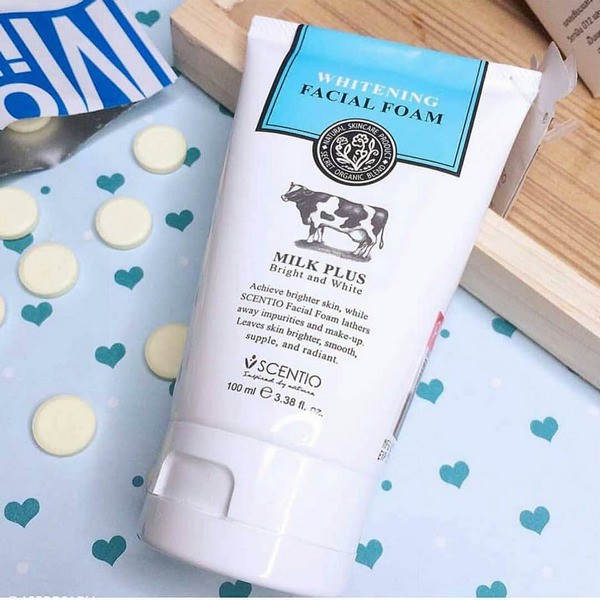 WHITENING
FACIAL FOAM
NATURAL SKINCARE PRODUCT
SECRET ORGANIC BLEND
MILK PLUS
Bright and White
Achieve brighter skin, while
SCENTIO Facial Foam lathers
away impurities and make-up.
Leaves skin brighter, smooth,
supple, and radiant.
SCENTIO
Inspired by nature
100 ml ℮ 3.38 fl. oz.